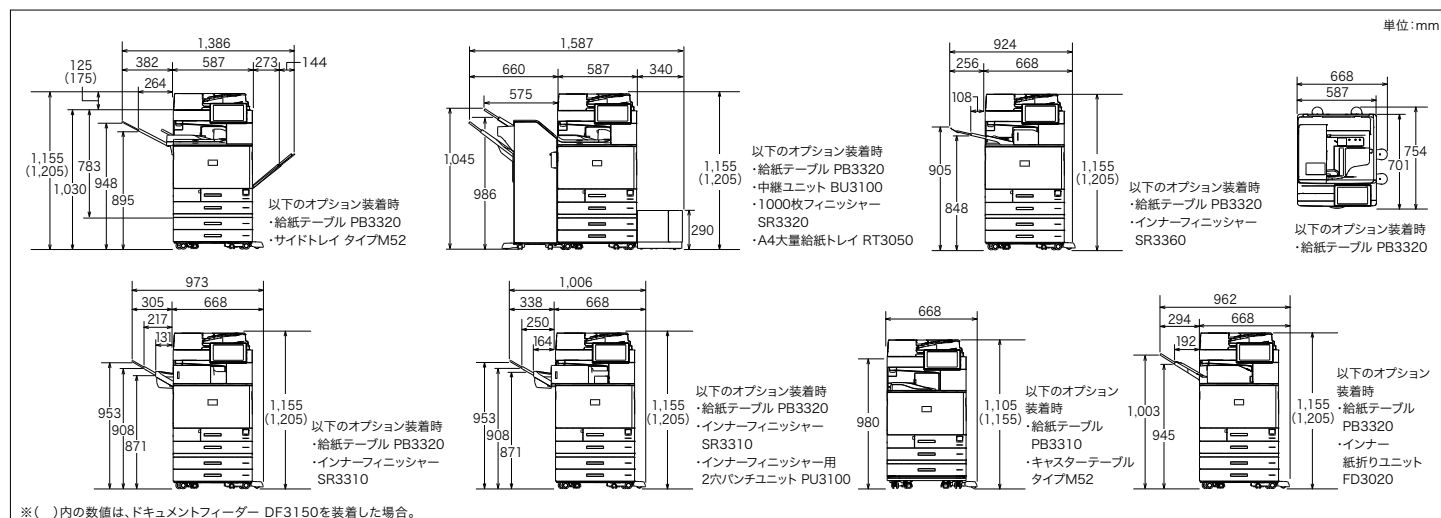 単位：mm
1,386
382
587
273
144
125
(175)
264
1,155
(1,205)
1,030
783
948
895
以下のオプション装着時
・給紙テーブル PB3320
・サイドトレイ タイプM52
1,587
660
587
340
575
1,045
986
1,155
(1,205)
290
以下のオプション装着時
・給紙テーブル PB3320
・中継ユニット BU3100
・1000枚フィニッシャー
SR3320
・A4大量給紙トレイ RT3050
924
256
668
108
905
848
1,155
(1,205)
以下のオプション装着時
・給紙テーブル PB3320
・インナーフィニッシャー
SR3360
668
587
754
701
以下のオプション装着時
・給紙テーブル PB3320
973
305
668
217
131
953
908
871
1,155
(1,205)
以下のオプション装着時
・給紙テーブル PB3320
・インナーフィニッシャー
SR3310
1,006
338
668
250
164
953
908
871
1,155
(1,205)
以下のオプション装着時
・給紙テーブル PB3320
・インナーフィニッシャー
SR3310
・インナーフィニッシャー用
2穴パンチユニット PU3100
668
980
1,105
(1,155)
以下のオプション
装着時
・給紙テーブル
PB3310
・キャスターテーブル
タイプM52
962
294
668
192
1,003
945
1,155
(1,205)
以下のオプション
装着時
・給紙テーブル
PB3320
・インナー
紙折りユニット
FD3020
※( )内の数値は、ドキュメントフィーダー DF3150を装着した場合。